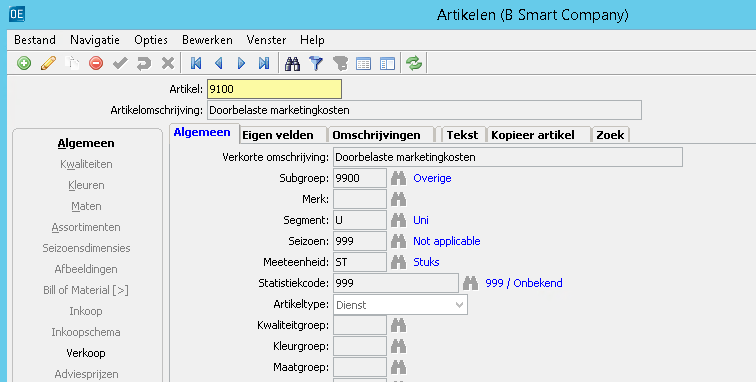 OE Artikelen (B Smart Company)
Bestand Navigatie Opties Bewerken Venster Help
Artikel: 9100
Artikelomschrijving: Doorbelaste marketingkosten
Algemeen Eigen velden Omschrijvingen Tekst Kopieer artikel Zoek
Algemeen
Kwaliteiten
Kleuren
Maten
Assortimenten
Seizoensdimensies
Afbeeldingen
Bill of Material [>]
Inkoop
Inkoopschema
Verkoop
Adviesprijzen
Verkorte omschrijving: Doorbelaste marketingkosten
Subgroep: 9900 Overige
Merk:
Segment: U Uni
Seizoen: 999 Not applicable
Meeteenheid: ST Stuks
Statistiekcode: 999 999 / Onbekend
Artikeltype: Dienst
Kwaliteitgroep:
Kleurgroep:
Maatgroep: